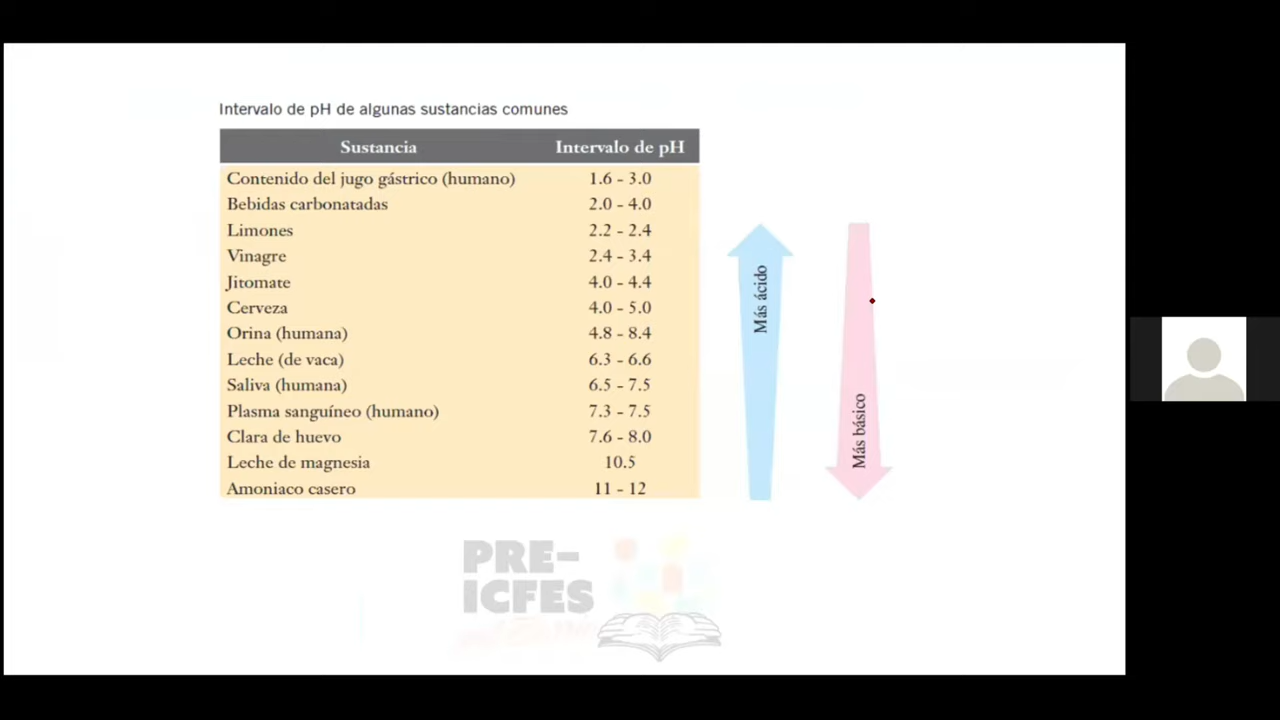 Intervalo de pH de algunas sustancias comunes
Sustancia Intervalo de pH
Contenido del jugo gástrico (humano) 1.6 - 3.0
Bebidas carbonatadas 2.0 - 4.0
Limones 2.2 - 2.4
Vinagre 2.4 - 3.4
Jitomate 4.0 - 4.4
Cerveza 4.0 - 5.0
Orina (humana) 4.8 - 8.4
Leche (de vaca) 6.3 - 6.6
Saliva (humana) 6.5 - 7.5
Plasma sanguíneo (humano) 7.3 - 7.5
Clara de huevo 7.6 - 8.0
Leche de magnesia 10.5
Amoniaco casero 11 - 12
Más ácido
Más básico
PRE-
ICFES